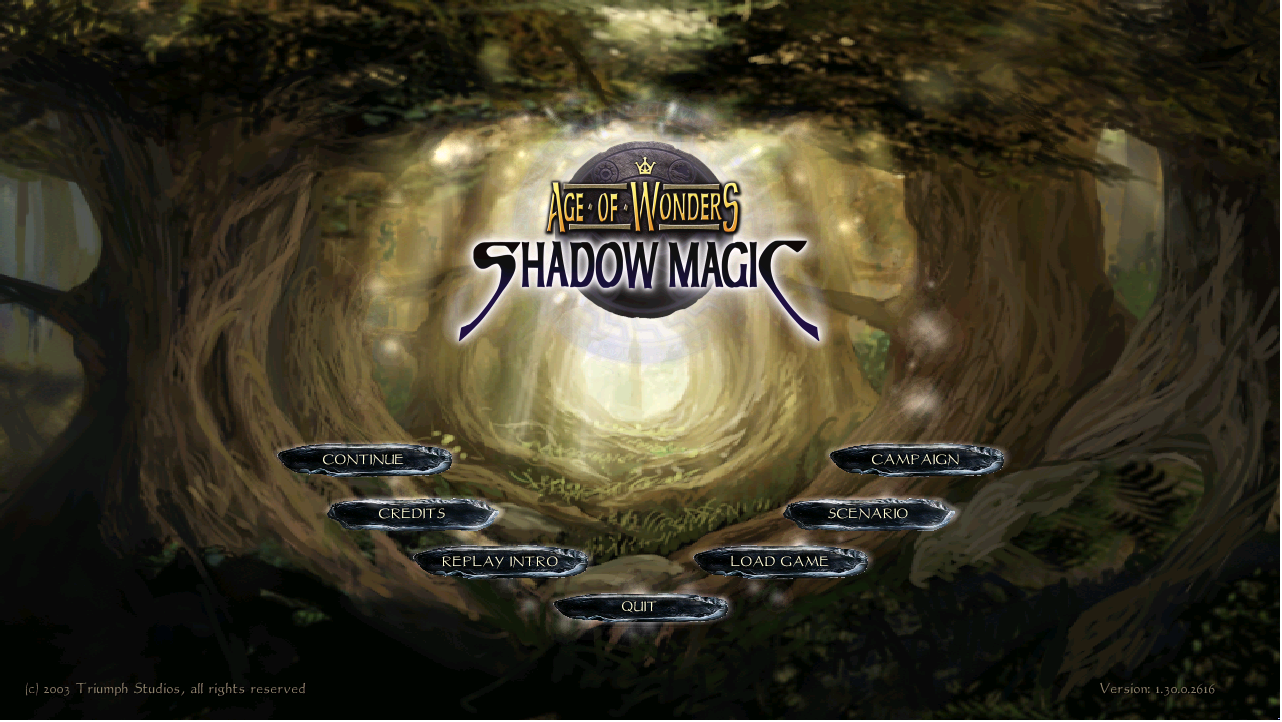 AGE OF WONDERS
SHADOW MAGIC
CONTINUE
CAMPAIGN
CREDITS
SCENARIO
REPLAY INTRO
LOAD GAME
QUIT
(c) 2003 Triumph Studios, all rights reserved
Version: 1.30.0.2616